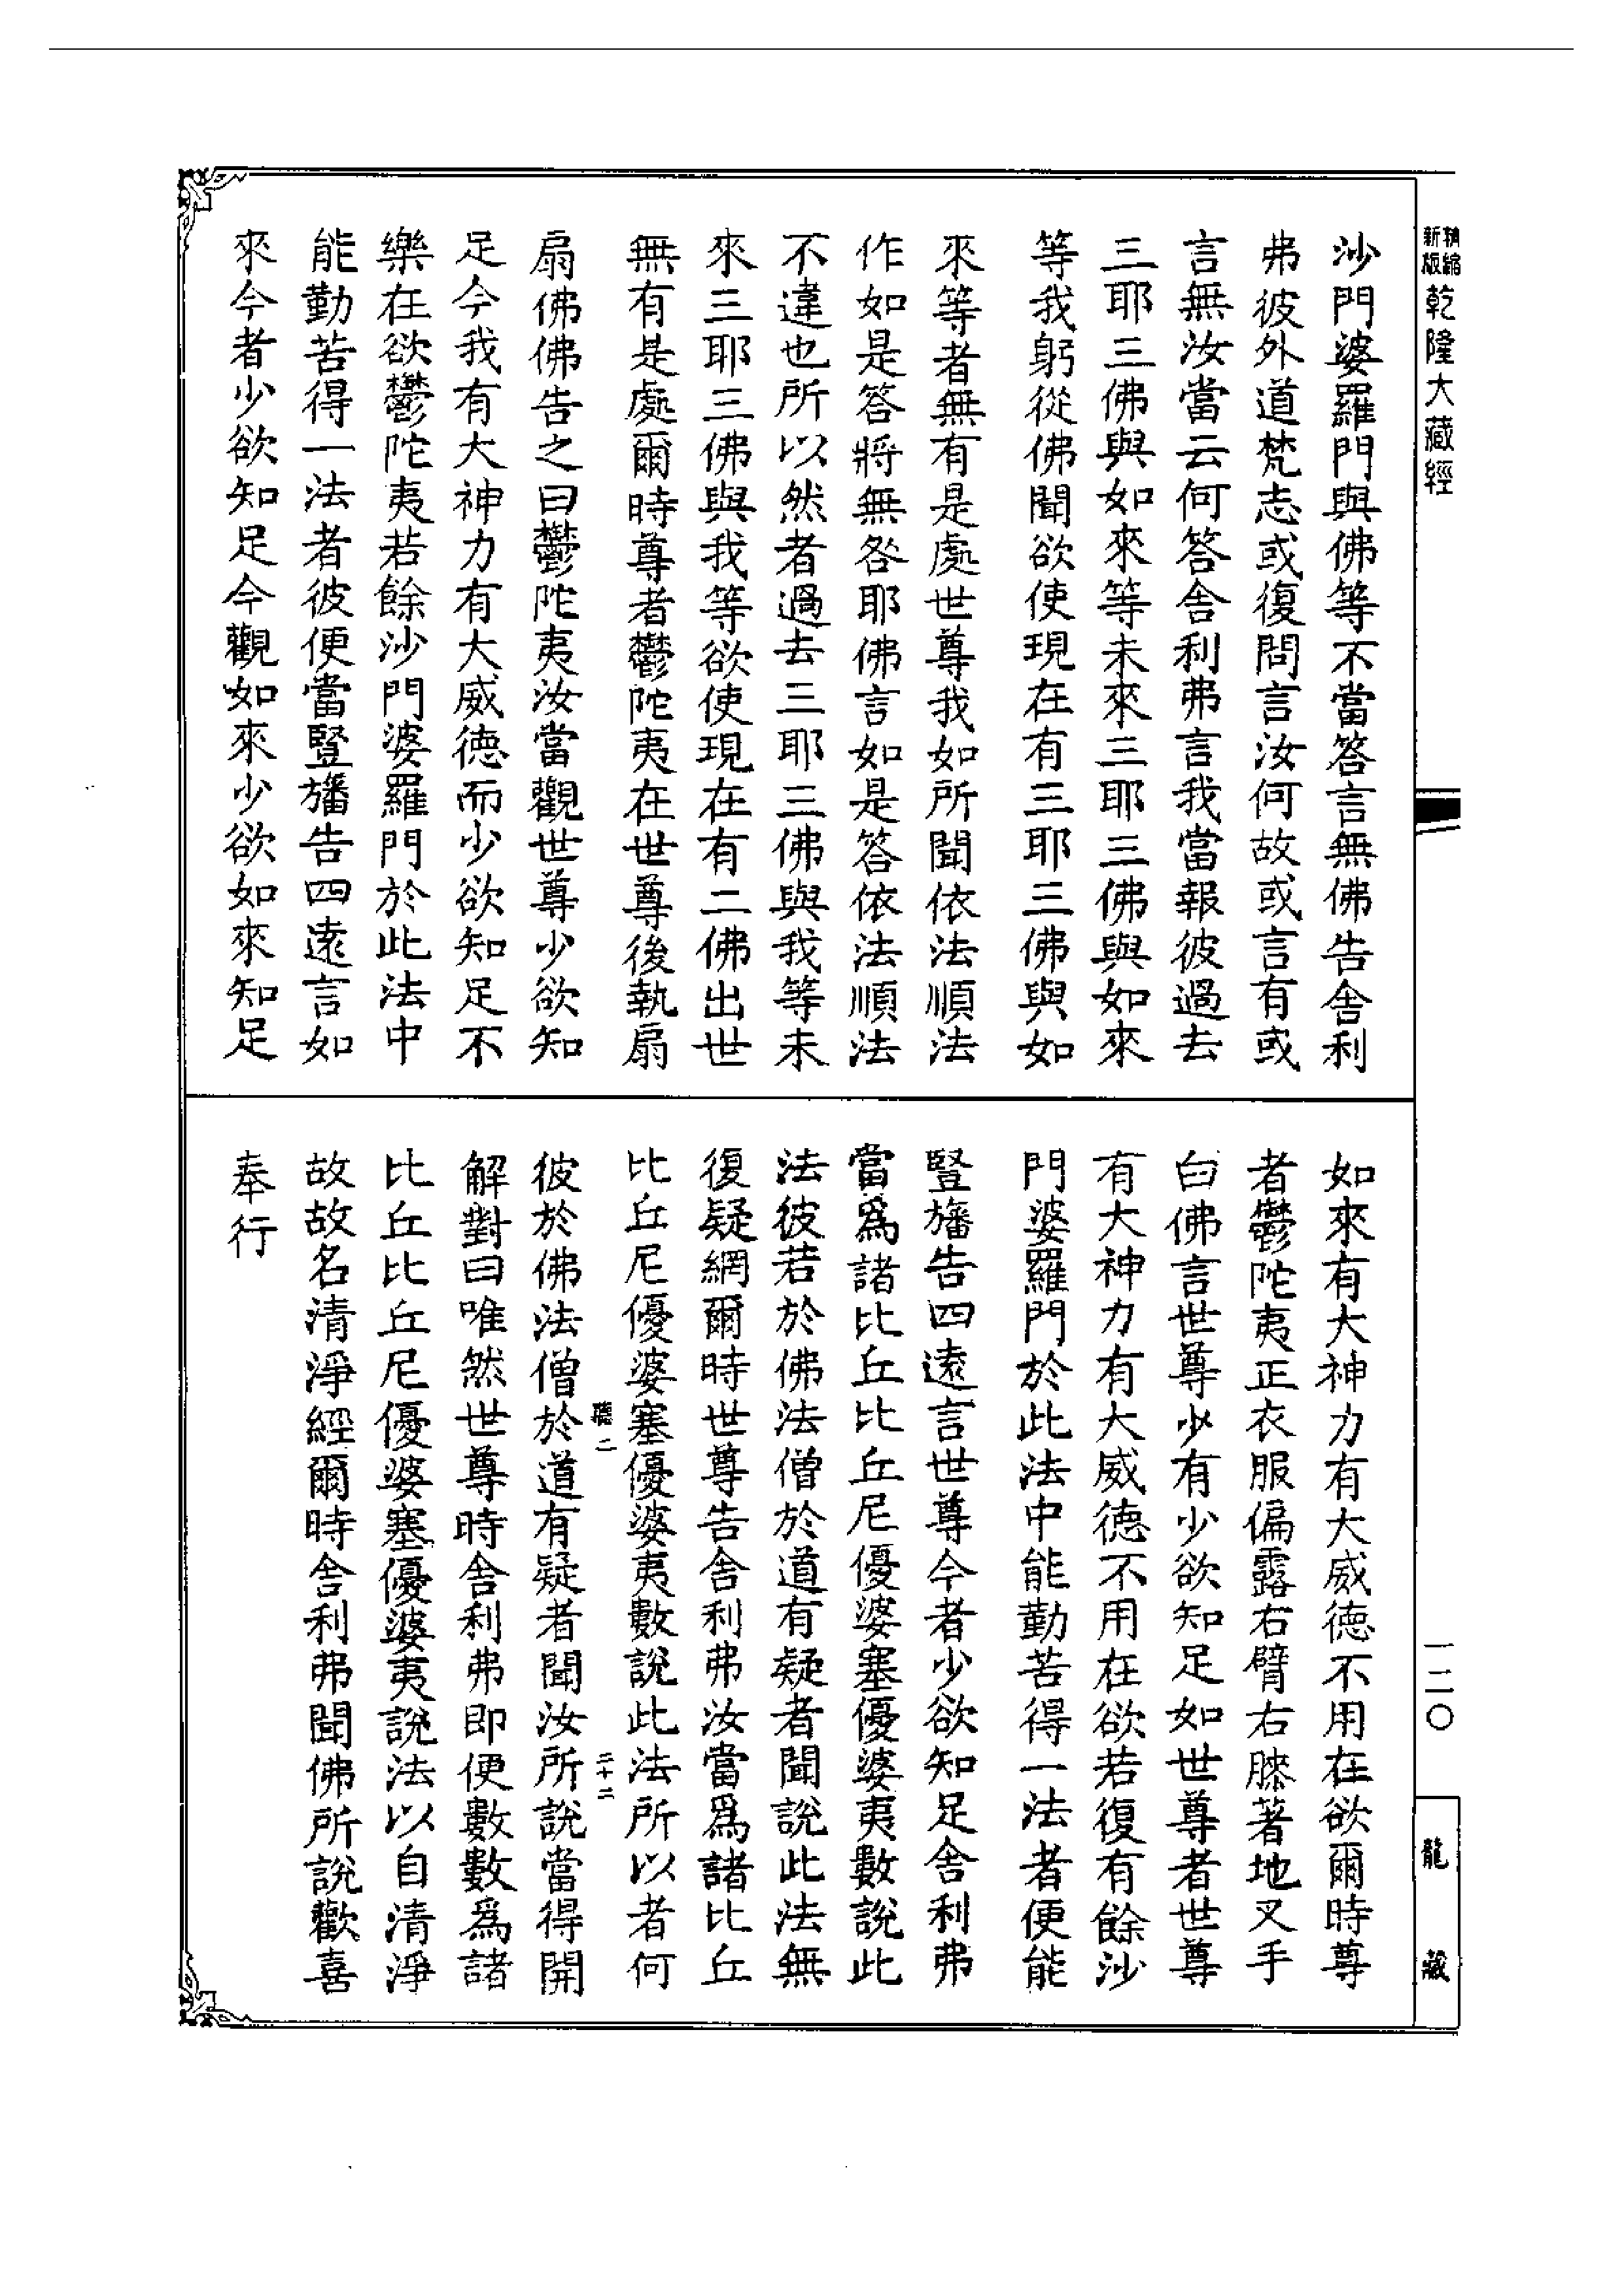 新版精縮乾隆大藏經
沙門婆羅門與佛等不當答言無佛告舍利
弗彼外道梵志或復問言汝何故或言有或
言無汝當云何答舍利弗言我當報彼過去
三耶三佛與如來等未來三耶三佛與如來
等我躬從佛聞欲使現在有三耶三佛與如
來等者無有是處世尊我如所聞依法順法
作如是答將無咎耶佛言如是答依法順法
不違也所以然者過去三耶三佛與我等未
來三耶三佛與我等欲使現在有二佛出世
無有是處爾時尊者鬱陀夷在世尊後執扇
扇佛佛告之曰鬱陀夷汝當觀世尊少欲知
足今我有大神力有大威德而少欲知足不
樂在欲鬱陀夷若餘沙門婆羅門於此法中
能勤苦得一法者彼便當豎旛告四遠言如
來今者少欲知足今觀如來少欲如來知足
如來有大神力有大威德不用在欲爾時尊
者鬱陀夷正衣服偏露右臂右膝著地叉手
白佛言世尊少有少欲知足如世尊者世尊
有大神力有大威德不用在欲若復有餘沙
門婆羅門於此法中能勤苦得一法者便能
豎旛告四遠言世尊今者少欲知足舍利弗
當爲諸比丘比丘尼優婆塞優婆夷數說此
法彼若於佛法僧於道有疑者聞說此法無
復疑網爾時世尊告舍利弗汝當爲諸比丘
比丘尼優婆塞優婆夷數說此法所以者何
二 二十二
彼於佛法僧於道有疑者聞汝所說當得開
解對曰唯然世尊時舍利弗即便數數爲諸
比丘比丘尼優婆塞優婆夷說法以自清淨
故故名清淨經爾時舍利弗聞佛所說歡喜
奉行
一二〇
龍藏